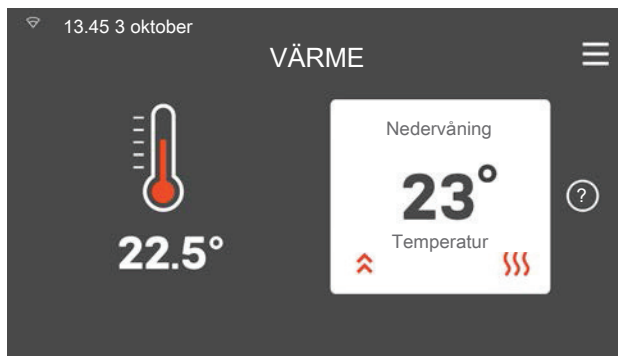 13.45 3 oktober
VÄRME
Nedervåning
23°
Temperatur
22.5°
?